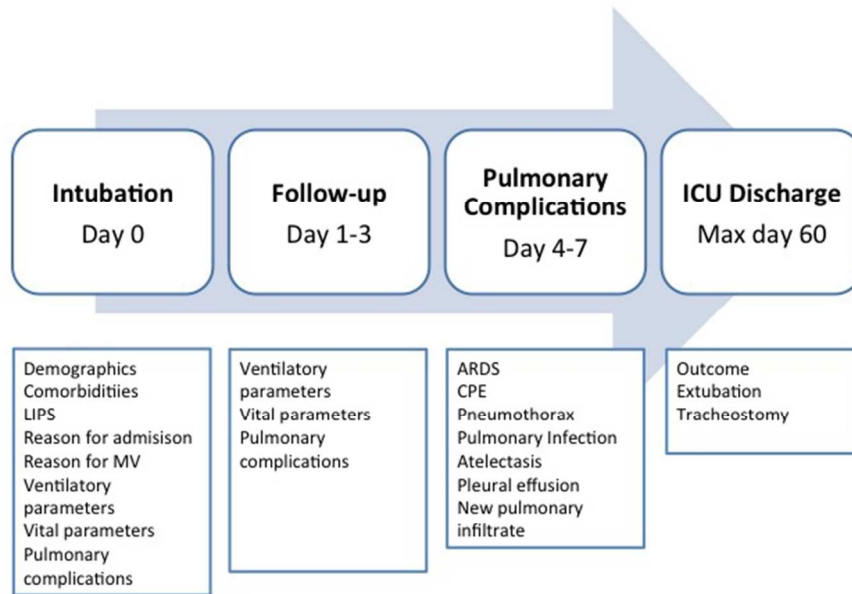 Intubation
Day 0
Follow-up
Day 1-3
Pulmonary
Complications
Day 4-7
ICU Discharge
Max day 60
Demographics
Comorbiditiies
LIPS
Reason for admisison
Reason for MV
Ventilatory
parameters
Vital parameters
Pulmonary
complications
Ventilatory
parameters
Vital parameters
Pulmonary
complications
ARDS
CPE
Pneumothorax
Pulmonary Infection
Atelectasis
Pleural effusion
New pulmonary
infiltrate
Outcome
Extubation
Tracheostomy